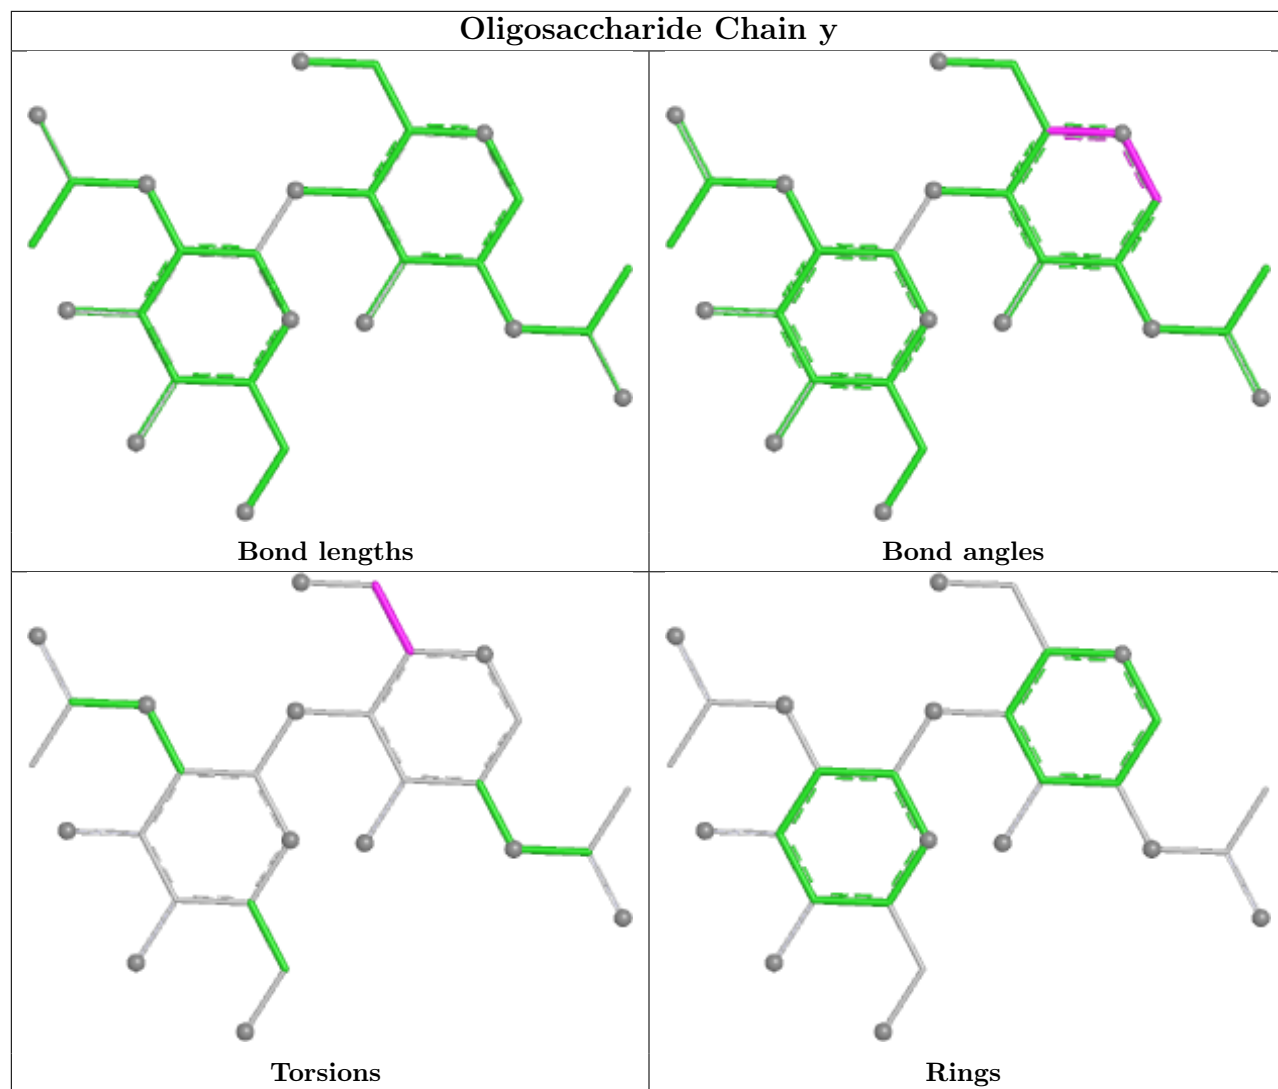 Oligosaccharide Chain y
Bond lengths
Bond angles
Torsions
Rings